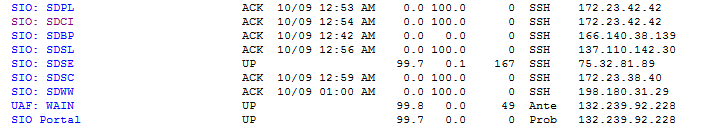 SIO: SDPL ACK 10/09 12:53 AM 0.0 100.0 0 SSH 172.23.42.42
SIO: SDCI ACK 10/09 12:54 AM 0.0 100.0 0 SSH 172.23.42.42
SIO: SDBP ACK 10/09 12:42 AM 0.0 100.0 0 SSH 166.140.38.139
SIO: SDSL ACK 10/09 12:56 AM 0.0 100.0 0 SSH 137.110.142.30
SIO: SDSE UP 99.7 0.1 167 SSH 75.32.81.89
SIO: SDSC ACK 10/09 12:59 AM 0.0 100.0 0 SSH 172.23.38.40
SIO: SDWW ACK 10/09 01:00 AM 0.0 100.0 0 SSH 198.180.31.29
UAF: WAIN UP 99.8 0.0 49 Ante 132.239.92.228
SIO Portal UP 99.7 0.0 0 Prob 132.239.92.228